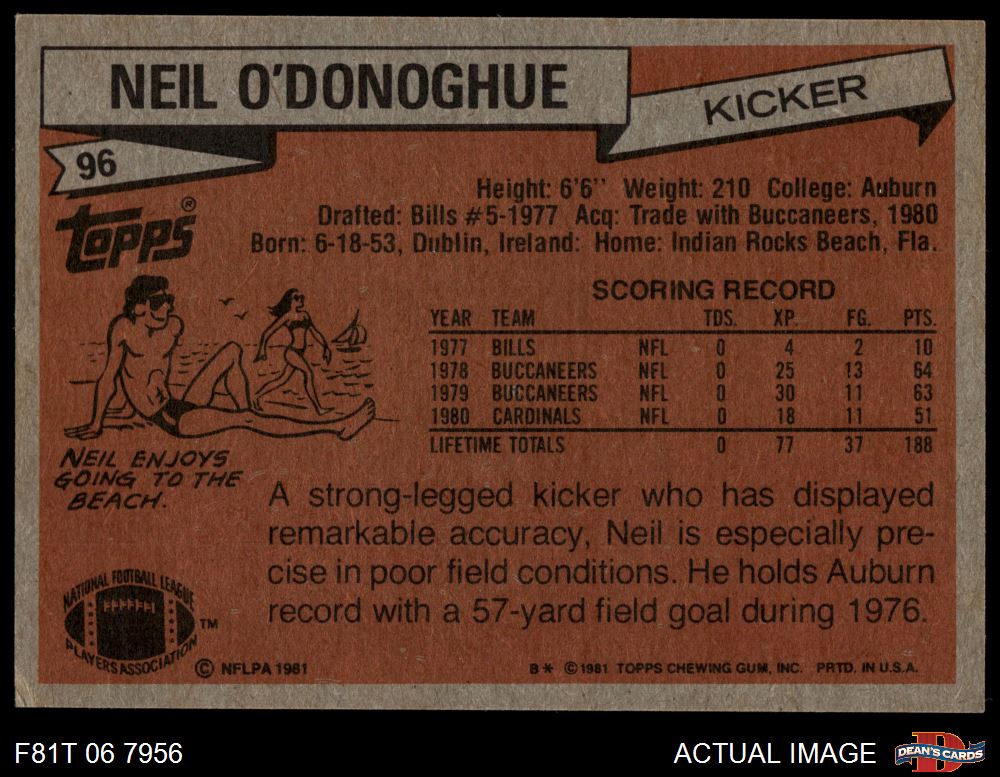 NEIL O'DONOGHUE
KICKER
96
TOPPS®
Height: 6'6" Weight: 210 College: Auburn
Drafted: Bills #5-1977 Acq: Trade with Buccaneers, 1980
Born: 6-18-53, Dublin, Ireland: Home: Indian Rocks Beach, Fla.
SCORING RECORD
YEAR TEAM TDS. XP. FG. PTS.
1977 BILLS NFL 0 4 2 10
1978 BUCCANEERS NFL 0 25 13 64
1979 BUCCANEERS NFL 0 30 11 63
1980 CARDINALS NFL 0 18 11 51
LIFETIME TOTALS 0 77 37 188
NEIL ENJOYS
GOING TO THE
BEACH.
A strong-legged kicker who has displayed
remarkable accuracy, Neil is especially pre-
cise in poor field conditions. He holds Auburn
record with a 57-yard field goal during 1976.
NATIONAL FOOTBALL LEAGUE
PLAYERS ASSOCIATION
TM
© NFLPA 1981
B* © 1981 TOPPS CHEWING GUM, INC. PRTD. IN U.S.A.
F81T 06 7956
ACTUAL IMAGE
D
DEAN'S CARDS